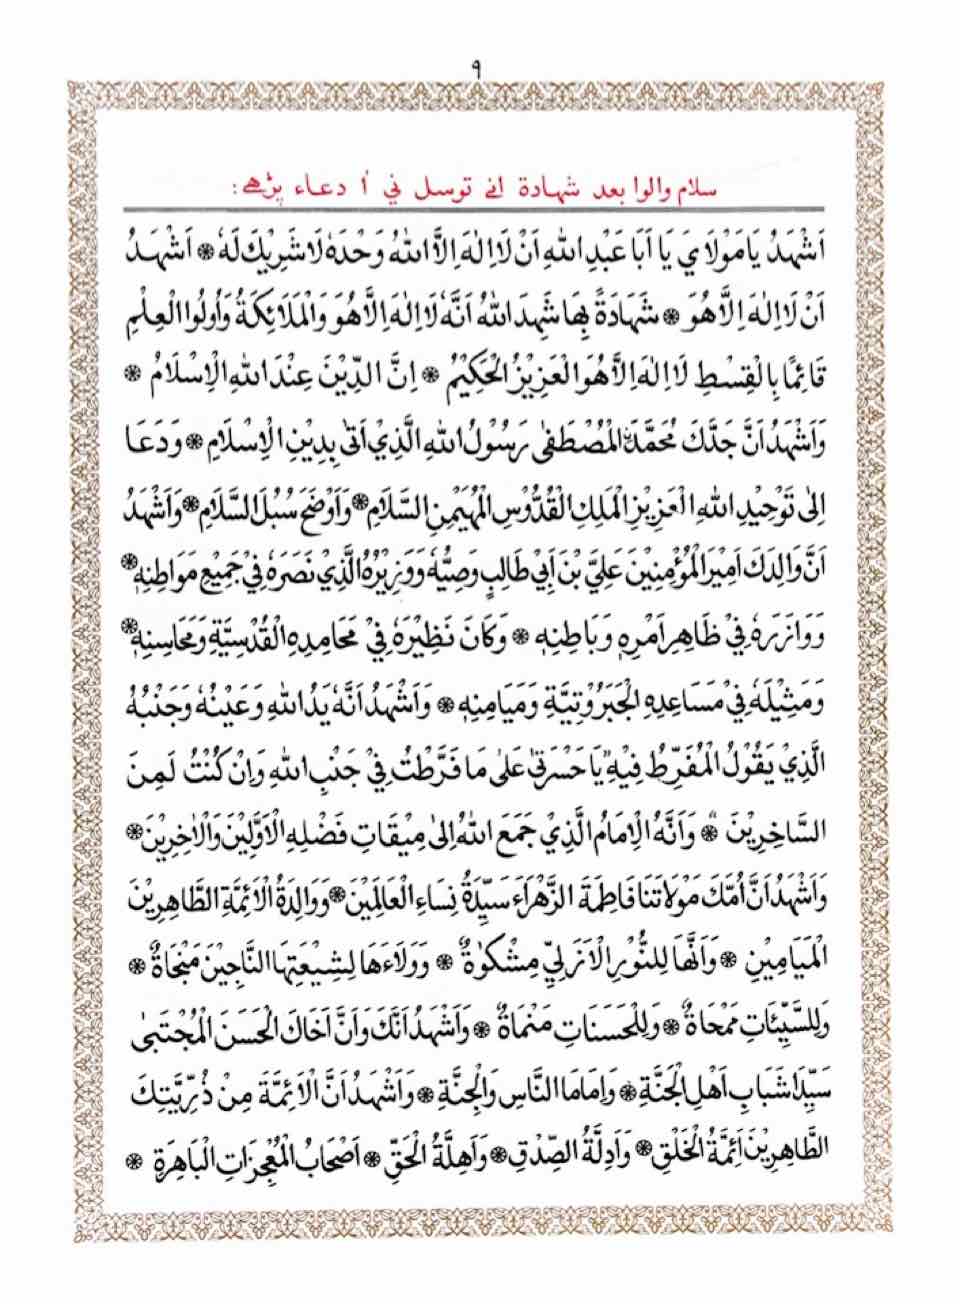 ٩
سلام والوا بعد شهادة انے توسل ني اْ دعاء پڑھے:
اَشْهَدُ يَا مَوْلَايَ يَا اَبَا عَبْدِ اللهِ اَنْ لَا اِلٰهَ اِلَّا اللهُ وَحْدَهٗ لَا شَرِيْكَ لَهٗ ۞ اَشْهَدُ
اَنْ لَا اِلٰهَ اِلَّا هُوَ ۞ شَهَادَةً بِهَا شَهِدَ اللهُ اَنَّهٗ لَا اِلٰهَ اِلَّا هُوَ وَالْمَلَائِكَةُ وَأُولُوا الْعِلْمِ
قَائِمًا بِالْقِسْطِ لَا اِلٰهَ اِلَّا هُوَ الْعَزِيْزُ الْحَكِيْمُ ۞ اِنَّ الدِّيْنَ عِنْدَ اللهِ الْاِسْلَامُ ۞
وَاَشْهَدُ اَنَّ جَدَّكَ مُحَمَّدَنِ الْمُصْطَفٰى رَسُوْلُ اللهِ الَّذِيْ اَتٰى بِدِيْنِ الْاِسْلَامِ ۞ وَدَعَا
اِلٰى تَوْحِيْدِ اللهِ الْعَزِيْزِ الْمَلِكِ الْقُدُّوْسِ الْمُهَيْمِنِ السَّلَامِ ۞ وَاَوْضَحَ سُبُلَ السَّلَامِ ۞ وَاَشْهَدُ
اَنَّ وَالِدَكَ اَمِيْرَ الْمُؤْمِنِيْنَ عَلِيَّ بْنَ اَبِيْ طَالِبٍ وَصِيُّهٗ وَوَزِيْرُهُ الَّذِيْ نَصَرَهٗ فِيْ جَمِيْعِ مَوَاطِنِهٖ ۞
وَوَازَرَهٗ فِيْ ظَاهِرِ اَمْرِهٖ وَبَاطِنِهٖ ۞ وَكَانَ نَظِيْرَهٗ فِيْ مَحَامِدِهِ الْقُدْسِيَّةِ وَمَحَاسِنِهٖ ۞
وَمَثِيْلَهٗ فِيْ مَسَاعِدِهِ الْجَبَرُوْتِيَّةِ وَمَيَامِنِهٖ ۞ وَاَشْهَدُ اَنَّهٗ يَدُ اللهِ وَعَيْنُهٗ وَجَنْبُهُ
الَّذِيْ يَقُوْلُ الْمُفَرِّطُ فِيْهِ يَا حَسْرَتٰى عَلٰى مَا فَرَّطْتُ فِيْ جَنْبِ اللهِ وَاِنْ كُنْتُ لَمِنَ
السَّاخِرِيْنَ ۞ وَاَنَّهُ الْاِمَامُ الَّذِيْ جَمَعَ اللهُ اِلٰى مِيْقَاتِ فَضْلِهِ الْاَوَّلِيْنَ وَالْاٰخِرِيْنَ ۞
وَاَشْهَدُ اَنَّ اُمَّكَ مَوْلَاتَنَا فَاطِمَةَ الزَّهْرَاءَ سَيِّدَةُ نِسَاءِ الْعَالَمِيْنَ ۞ وَوَالِدَةُ الْاَئِمَّةِ الطَّاهِرِيْنَ
الْمَيَامِيْنِ ۞ وَاَنَّهَا لِلنُّوْرِ الْاَزَلِيِّ مِشْكٰوةٌ ۞ وَوَلَاءَهَا لِشِيْعَتِهَا النَّاجِيْنَ مَنْجَاةٌ ۞
وَلِلسَّيِّئَاتِ مَمْحَاةٌ ۞ وَلِلْحَسَنَاتِ مَنْمَاةٌ ۞ وَاَشْهَدُ اَنَّكَ وَاَنَّ اَخَاكَ الْحَسَنَ الْمُجْتَبٰى
سَيِّدَا شَبَابِ اَهْلِ الْجَنَّةِ ۞ وَاِمَامَا النَّاسِ وَالْجِنَّةِ ۞ وَاَشْهَدُ اَنَّ الْاَئِمَّةَ مِنْ ذُرِّيَّتِكَ
الطَّاهِرِيْنَ اَئِمَّةُ الْخَلْقِ ۞ وَاَدِلَّةُ الصِّدْقِ ۞ وَاَهِلَّةُ الْحَقِّ ۞ اَصْحَابُ الْمُعْجِزَاتِ الْبَاهِرَةِ ۞